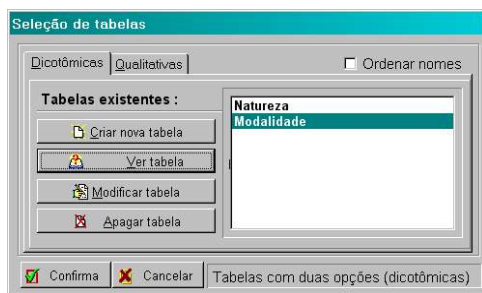 Seleção de tabelas
Dicotômicas Qualitativas Ordenar nomes
Tabelas existentes :
Criar nova tabela
Ver tabela
Modificar tabela
Apagar tabela
Natureza
Modalidade
Confirma Cancelar Tabelas com duas opções (dicotômicas)